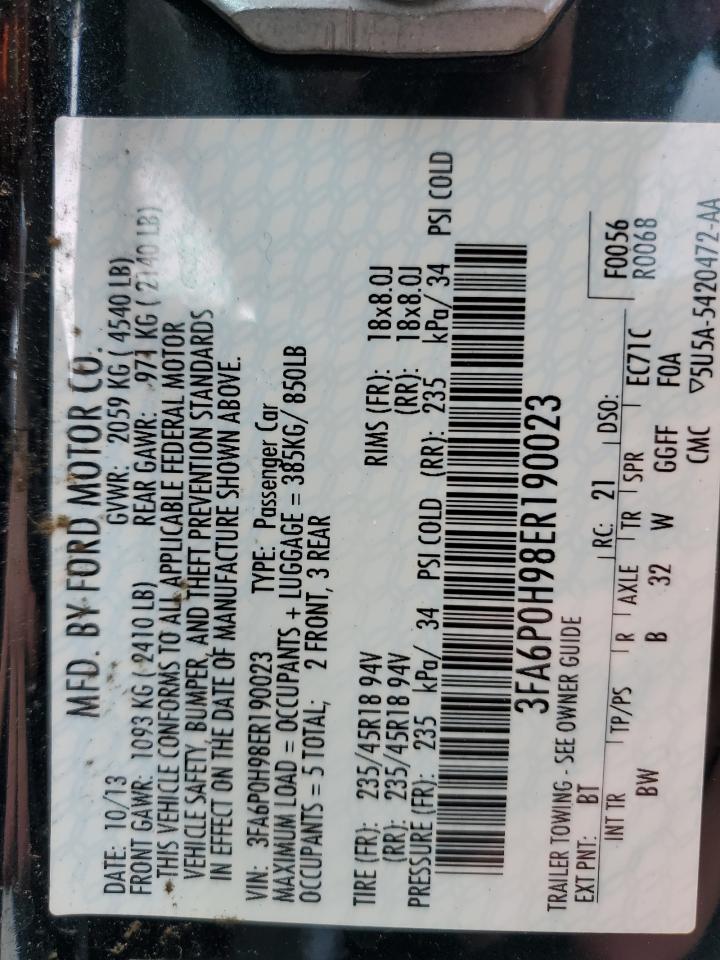 MFD. BY FORD MOTOR CO.
DATE: 10/13 GVWR: 2059 KG ( 4540 LB)
FRONT GAWR: 1093 KG ( 2410 LB) REAR GAWR: 971 KG ( 2140 LB)
THIS VEHICLE CONFORMS TO ALL APPLICABLE FEDERAL MOTOR
VEHICLE SAFETY, BUMPER, AND THEFT PREVENTION STANDARDS
IN EFFECT ON THE DATE OF MANUFACTURE SHOWN ABOVE.
VIN: 3FA6P0H98ER190023 TYPE: Passenger Car
MAXIMUM LOAD = OCCUPANTS + LUGGAGE = 385KG/ 850LB
OCCUPANTS = 5 TOTAL; 2 FRONT, 3 REAR
TIRE (FR): 235/45R18 94V RIMS (FR): 18x8.0J
(RR): 235/45R18 94V (RR): 18x8.0J
PRESSURE (FR): 235 kPa/ 34 PSI COLD (RR): 235 kPa/ 34 PSI COLD
3FA6P0H98ER190023
TRAILER TOWING - SEE OWNER GUIDE
EXT PNT: BT RC: 21 DSO: F0056
INT TR TP/PS R AXLE TR SPR EC71C R0068
BW B 32 W GGFF F0A
CMC ▽5U5A-5420472-AA